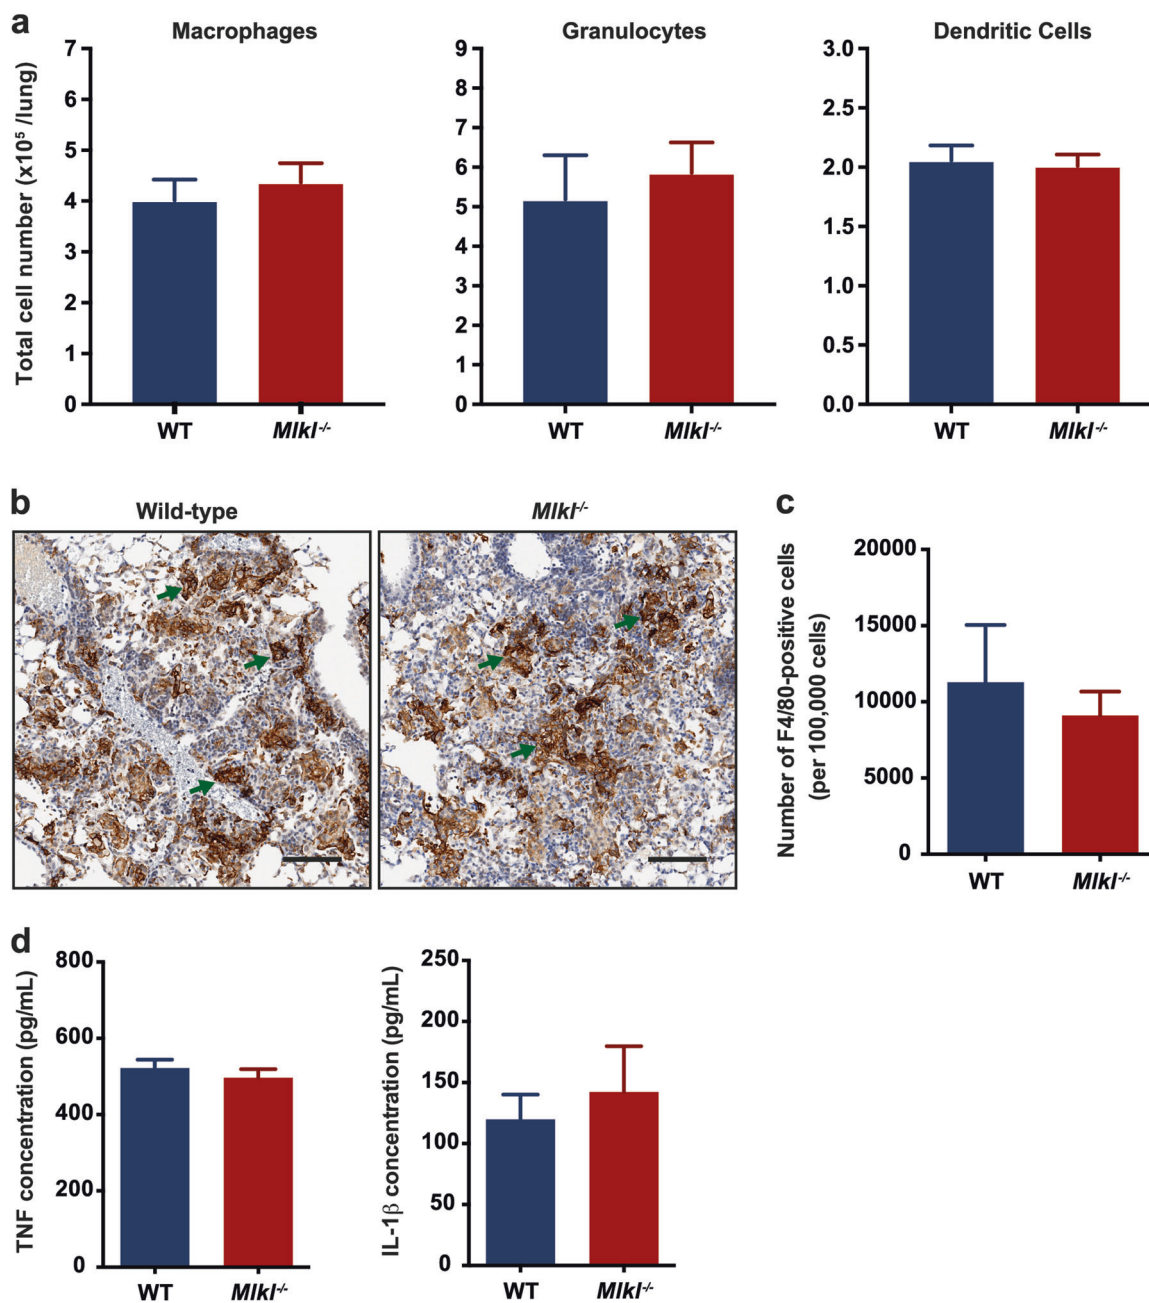 a
Macrophages
Granulocytes
Dendritic Cells
Total cell number (x10⁵ /lung)
7
6
5
4
3
2
1
0
WT
Mlkl-/-
9
8
7
6
5
4
3
2
1
0
WT
Mlkl-/-
3.0
2.5
2.0
1.5
1.0
0.5
0.0
WT
Mlkl-/-
b
Wild-type
Mlkl-/-
c
Number of F4/80-positive cells
(per 100,000 cells)
20000
15000
10000
5000
0
WT
Mlkl-/-
d
TNF concentration (pg/mL)
800
600
400
200
0
WT
Mlkl-/-
IL-1β concentration (pg/mL)
250
200
150
100
50
0
WT
Mlkl-/-